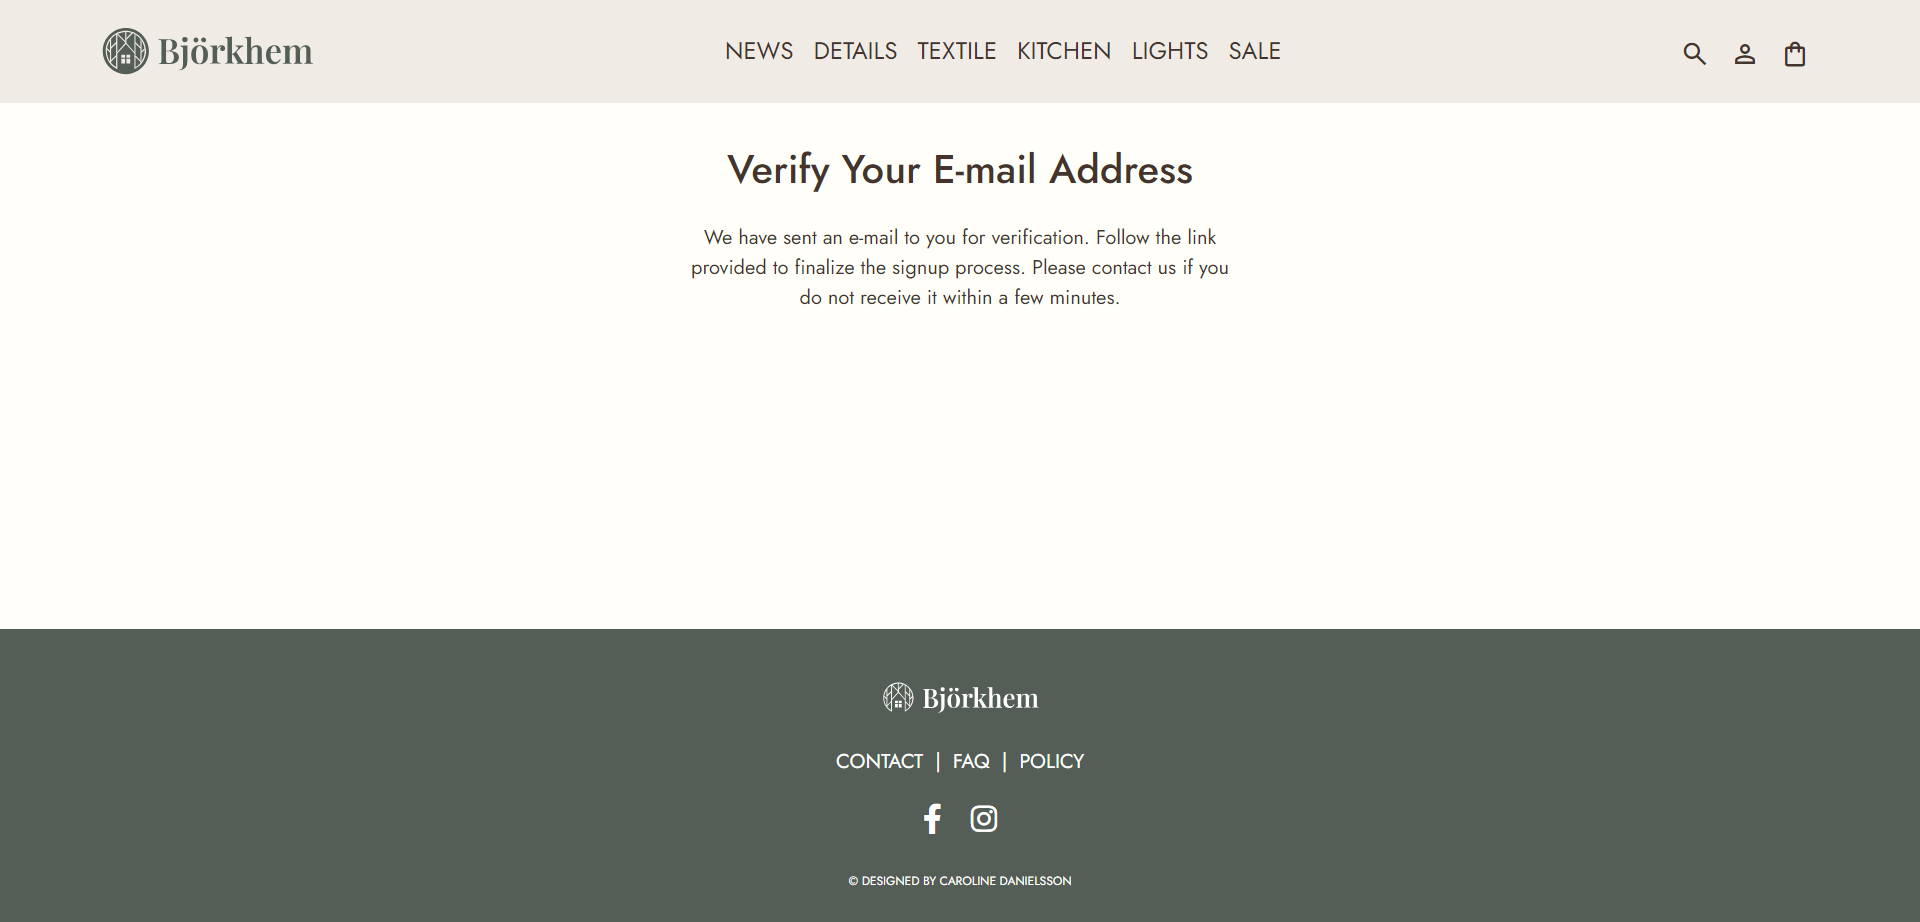 Björkhem
NEWS DETAILS TEXTILE KITCHEN LIGHTS SALE
Verify Your E-mail Address
We have sent an e-mail to you for verification. Follow the link
provided to finalize the signup process. Please contact us if you
do not receive it within a few minutes.
Björkhem
CONTACT | FAQ | POLICY
© DESIGNED BY CAROLINE DANIELSSON